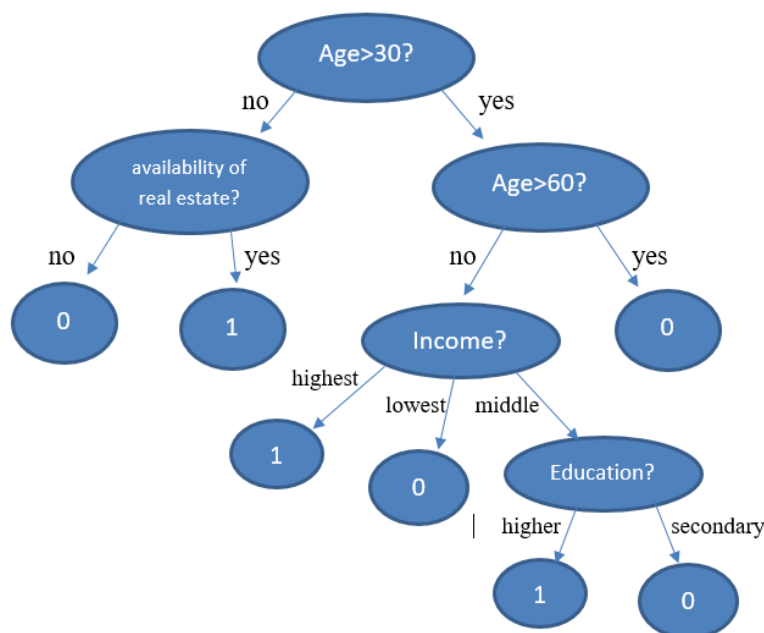 Age>30?
no
yes
availability of
real estate?
Age>60?
no
yes
no
yes
0
1
Income?
0
highest
lowest
middle
1
0
Education?
higher
secondary
1
0